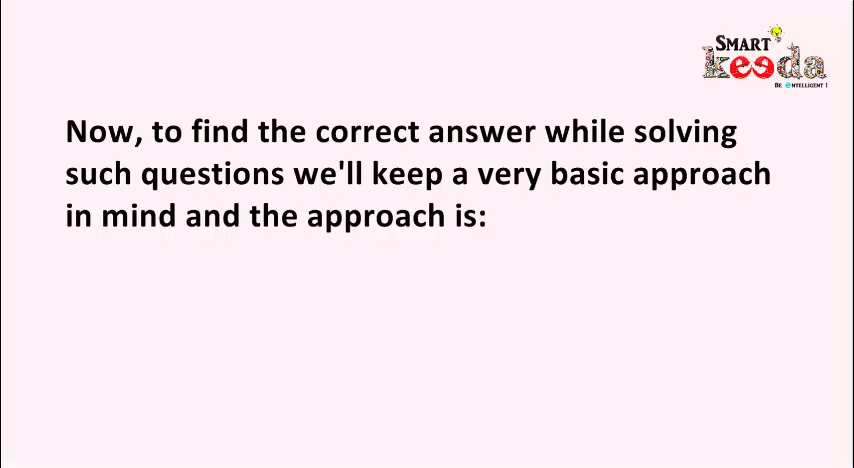 SMART
keeda
BE eNTELLIGENT !
Now, to find the correct answer while solving
such questions we'll keep a very basic approach
in mind and the approach is: